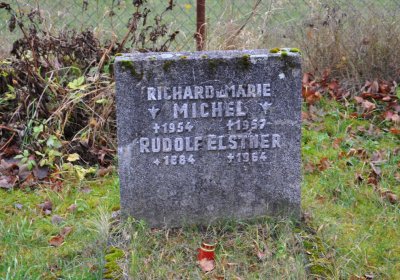 RICHARD u. MARIE
MICHEL
✝1954 ✝1957
RUDOLF ELSTNER
*1884 ✝1964